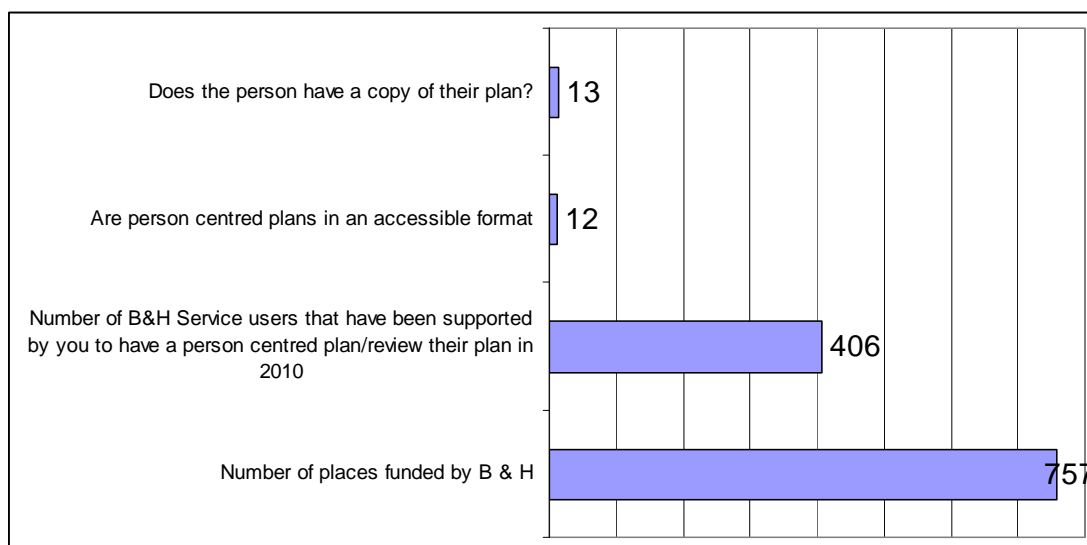 Does the person have a copy of their plan?
13
Are person centred plans in an accessible format
12
Number of B&H Service users that have been supported
by you to have a person centred plan/review their plan in
2010
406
Number of places funded by B & H
757